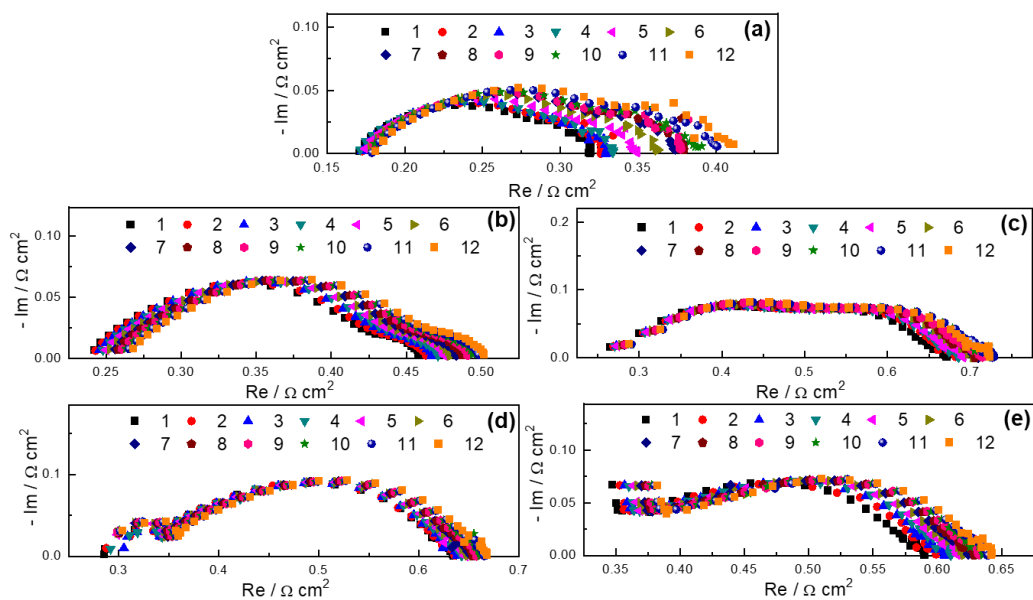 (a)
1 2 3 4 5 6
7 8 9 10 11 12
0.10
0.05
0.00
- Im / Ω cm²
0.20 0.25 0.30 0.35 0.40
Re / Ω cm²
(b)
1 2 3 4 5 6
7 8 9 10 11 12
0.10
0.05
0.00
- Im / Ω cm²
0.25 0.30 0.35 0.40 0.45 0.50
Re / Ω cm²
(c)
1 2 3 4 5 6
7 8 9 10 11 12
0.2
0.1
0.0
- Im / Ω cm²
0.3 0.4 0.5 0.6 0.7
Re / Ω cm²
(d)
1 2 3 4 5 6
7 8 9 10 11 12
0.1
0.0
- Im / Ω cm²
0.3 0.4 0.5 0.6 0.7
Re / Ω cm²
(e)
1 2 3 4 5 6
7 8 9 10 11 12
0.10
0.05
0.00
- Im / Ω cm²
0.35 0.40 0.45 0.50 0.55 0.60 0.65
Re / Ω cm²